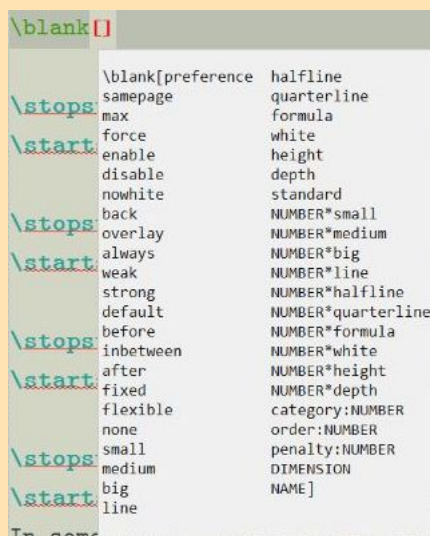 \blank[]
\blank[preference halfline
samepage quarterline
\stops
max formula
force white
\start
enable height
disable depth
nowhite standard
back NUMBER*small
\stops
overlay NUMBER*medium
always NUMBER*big
\start
weak NUMBER*line
strong NUMBER*halfline
default NUMBER*quarterline
before NUMBER*formula
\stops
inbetween NUMBER*white
after NUMBER*height
\start
fixed NUMBER*depth
flexible category:NUMBER
none order:NUMBER
small penalty:NUMBER
\stops
medium DIMENSION
big NAME]
\start
line
In some